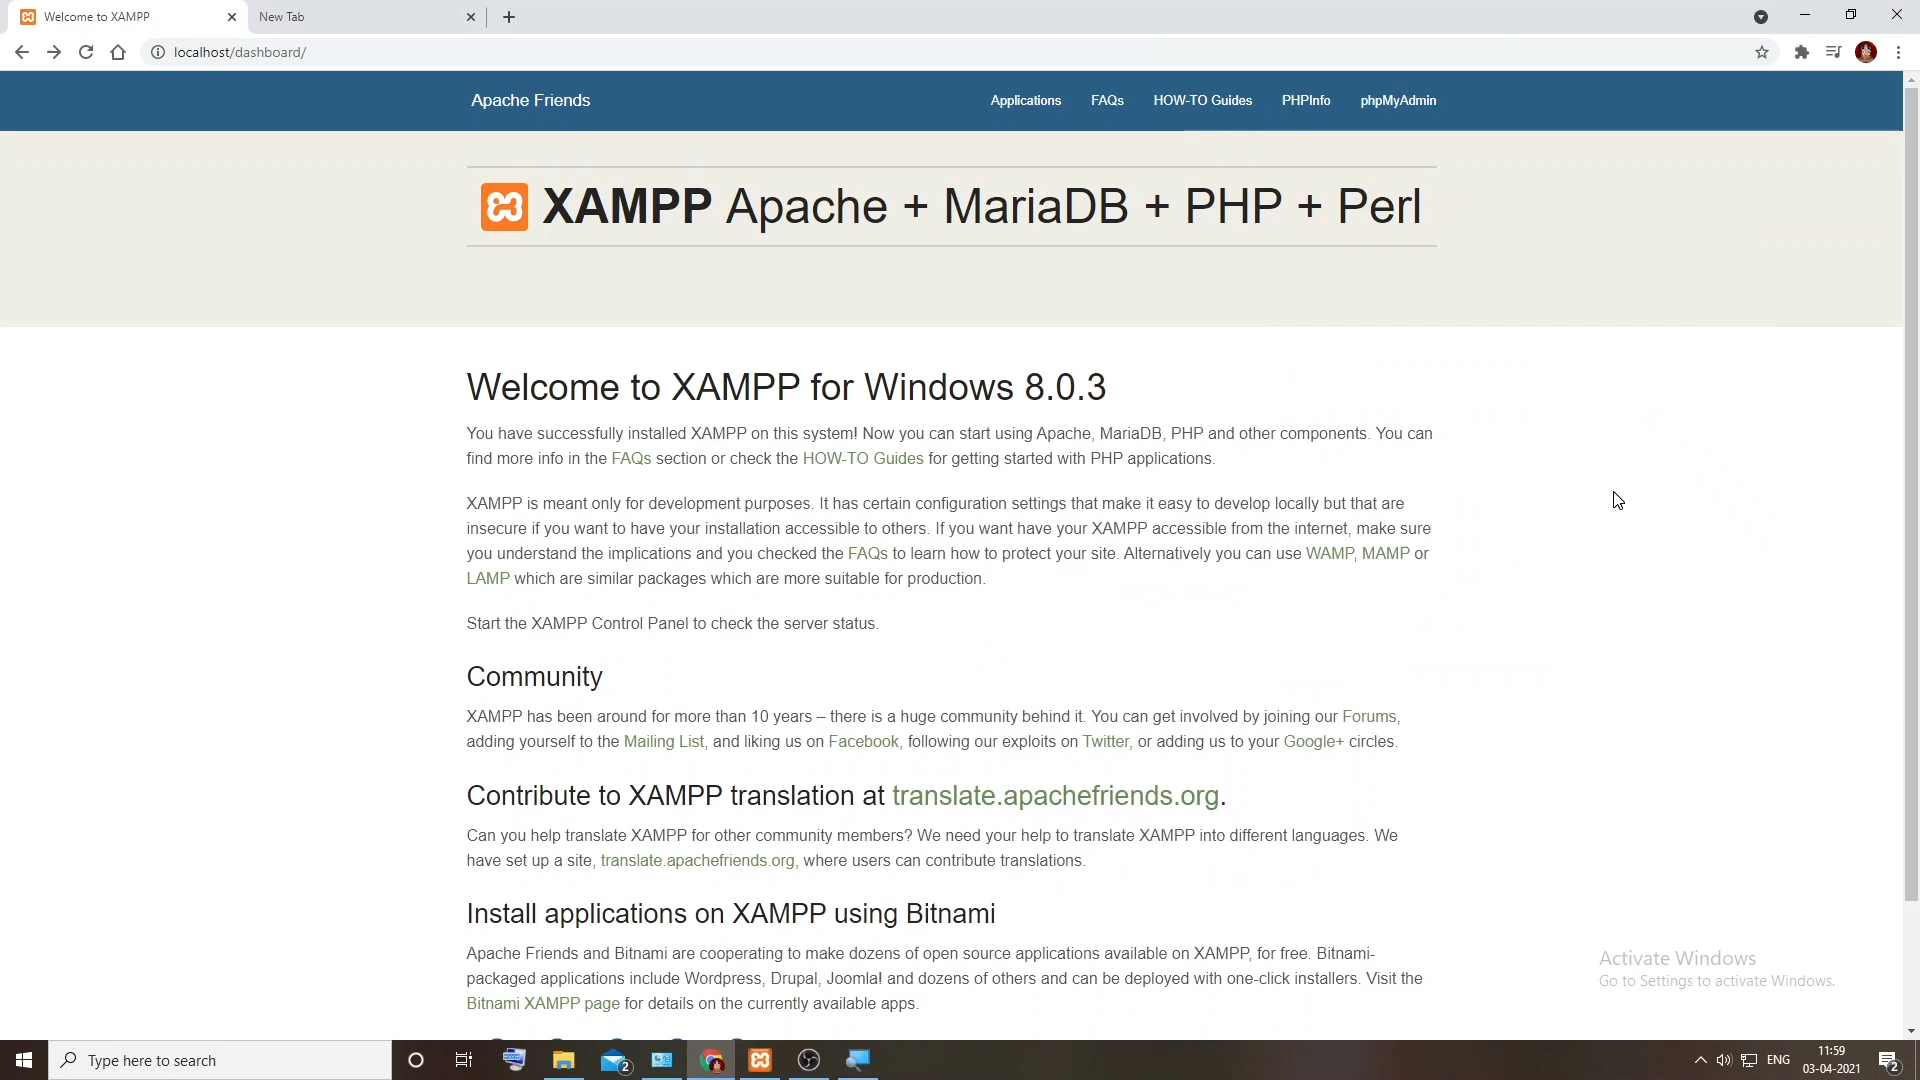 Welcome to XAMPP
New Tab
localhost/dashboard/
Apache Friends
Applications FAQs HOW-TO Guides PHPInfo phpMyAdmin
XAMPP Apache + MariaDB + PHP + Perl
Welcome to XAMPP for Windows 8.0.3
You have successfully installed XAMPP on this system! Now you can start using Apache, MariaDB, PHP and other components. You can
find more info in the FAQs section or check the HOW-TO Guides for getting started with PHP applications.
XAMPP is meant only for development purposes. It has certain configuration settings that make it easy to develop locally but that are
insecure if you want to have your installation accessible to others. If you want have your XAMPP accessible from the internet, make sure
you understand the implications and you checked the FAQs to learn how to protect your site. Alternatively you can use WAMP, MAMP or
LAMP which are similar packages which are more suitable for production.
Start the XAMPP Control Panel to check the server status.
Community
XAMPP has been around for more than 10 years – there is a huge community behind it. You can get involved by joining our Forums,
adding yourself to the Mailing List, and liking us on Facebook, following our exploits on Twitter, or adding us to your Google+ circles.
Contribute to XAMPP translation at translate.apachefriends.org.
Can you help translate XAMPP for other community members? We need your help to translate XAMPP into different languages. We
have set up a site, translate.apachefriends.org, where users can contribute translations.
Install applications on XAMPP using Bitnami
Apache Friends and Bitnami are cooperating to make dozens of open source applications available on XAMPP, for free. Bitnami-
packaged applications include Wordpress, Drupal, Joomla! and dozens of others and can be deployed with one-click installers. Visit the
Bitnami XAMPP page for details on the currently available apps.
Activate Windows
Go to Settings to activate Windows.
Type here to search
2
ENG
11:59
03-04-2021
2